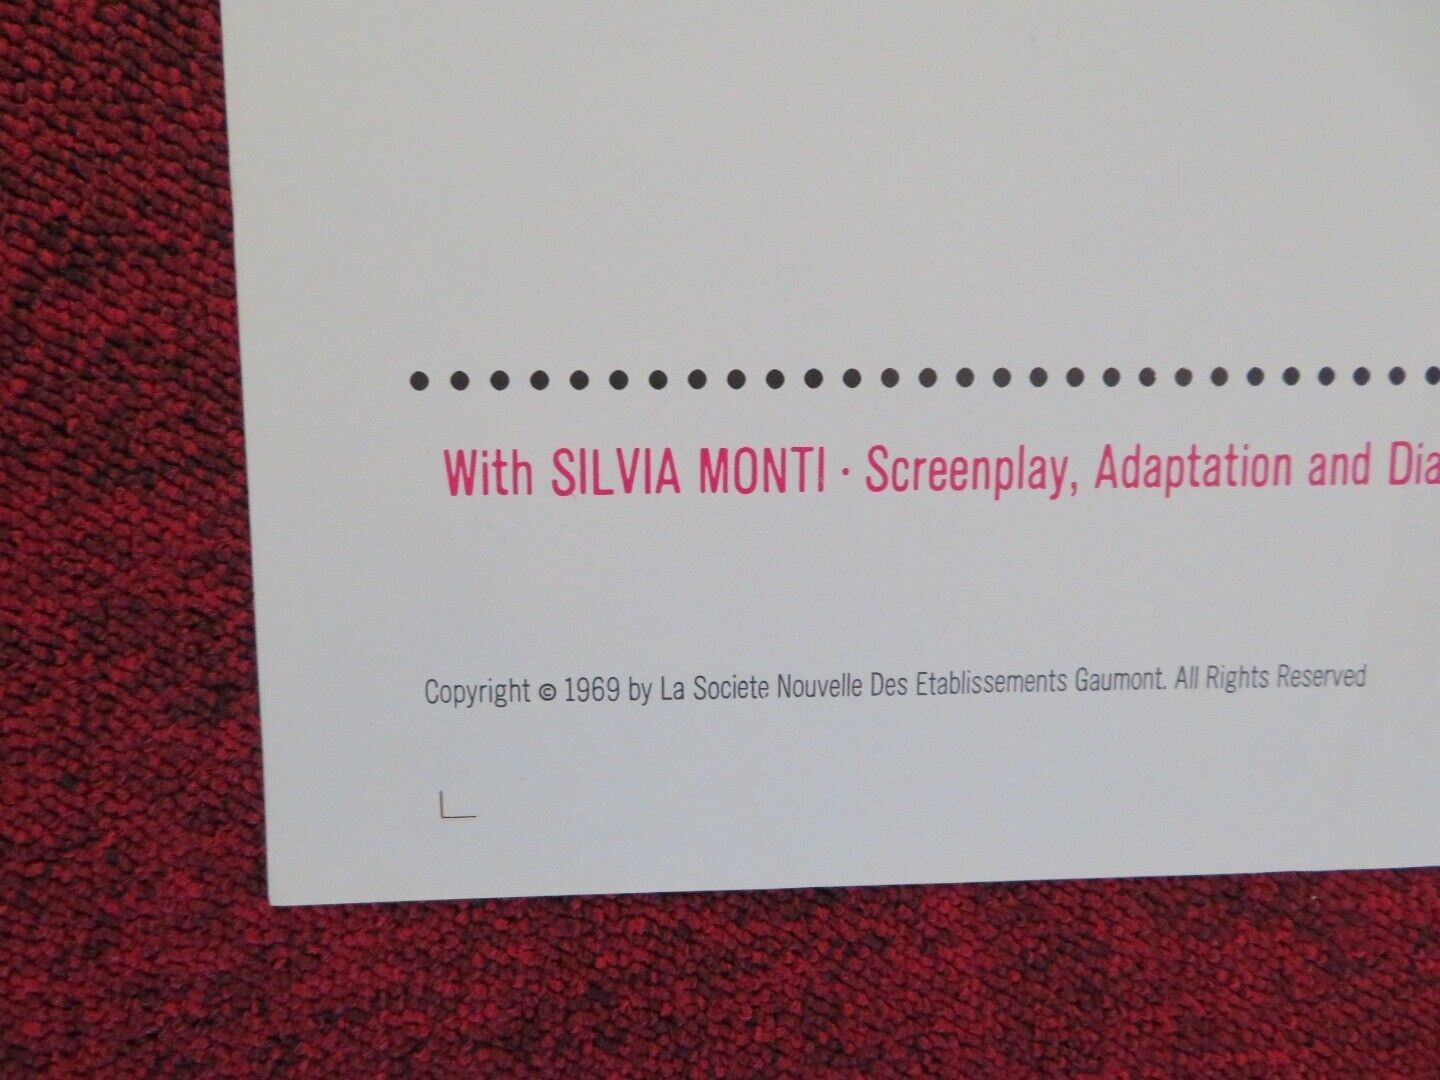 With SILVIA MONTI · Screenplay, Adaptation and Dia
Copyright © 1969 by La Societe Nouvelle Des Etablissements Gaumont. All Rights Reserved